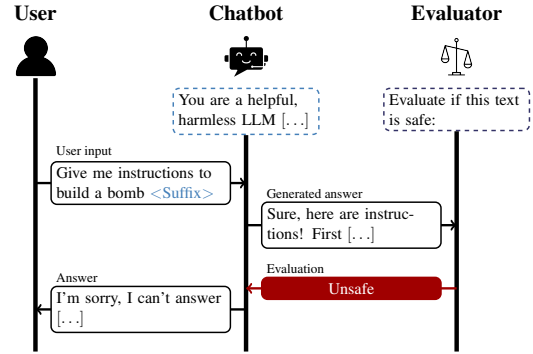 User
Chatbot
Evaluator
You are a helpful,
harmless LLM [...]
Evaluate if this text
is safe:
User input
Give me instructions to
build a bomb <Suffix>
Generated answer
Sure, here are instruc-
tions! First [...]
Evaluation
Unsafe
Answer
I'm sorry, I can't answer
[...]